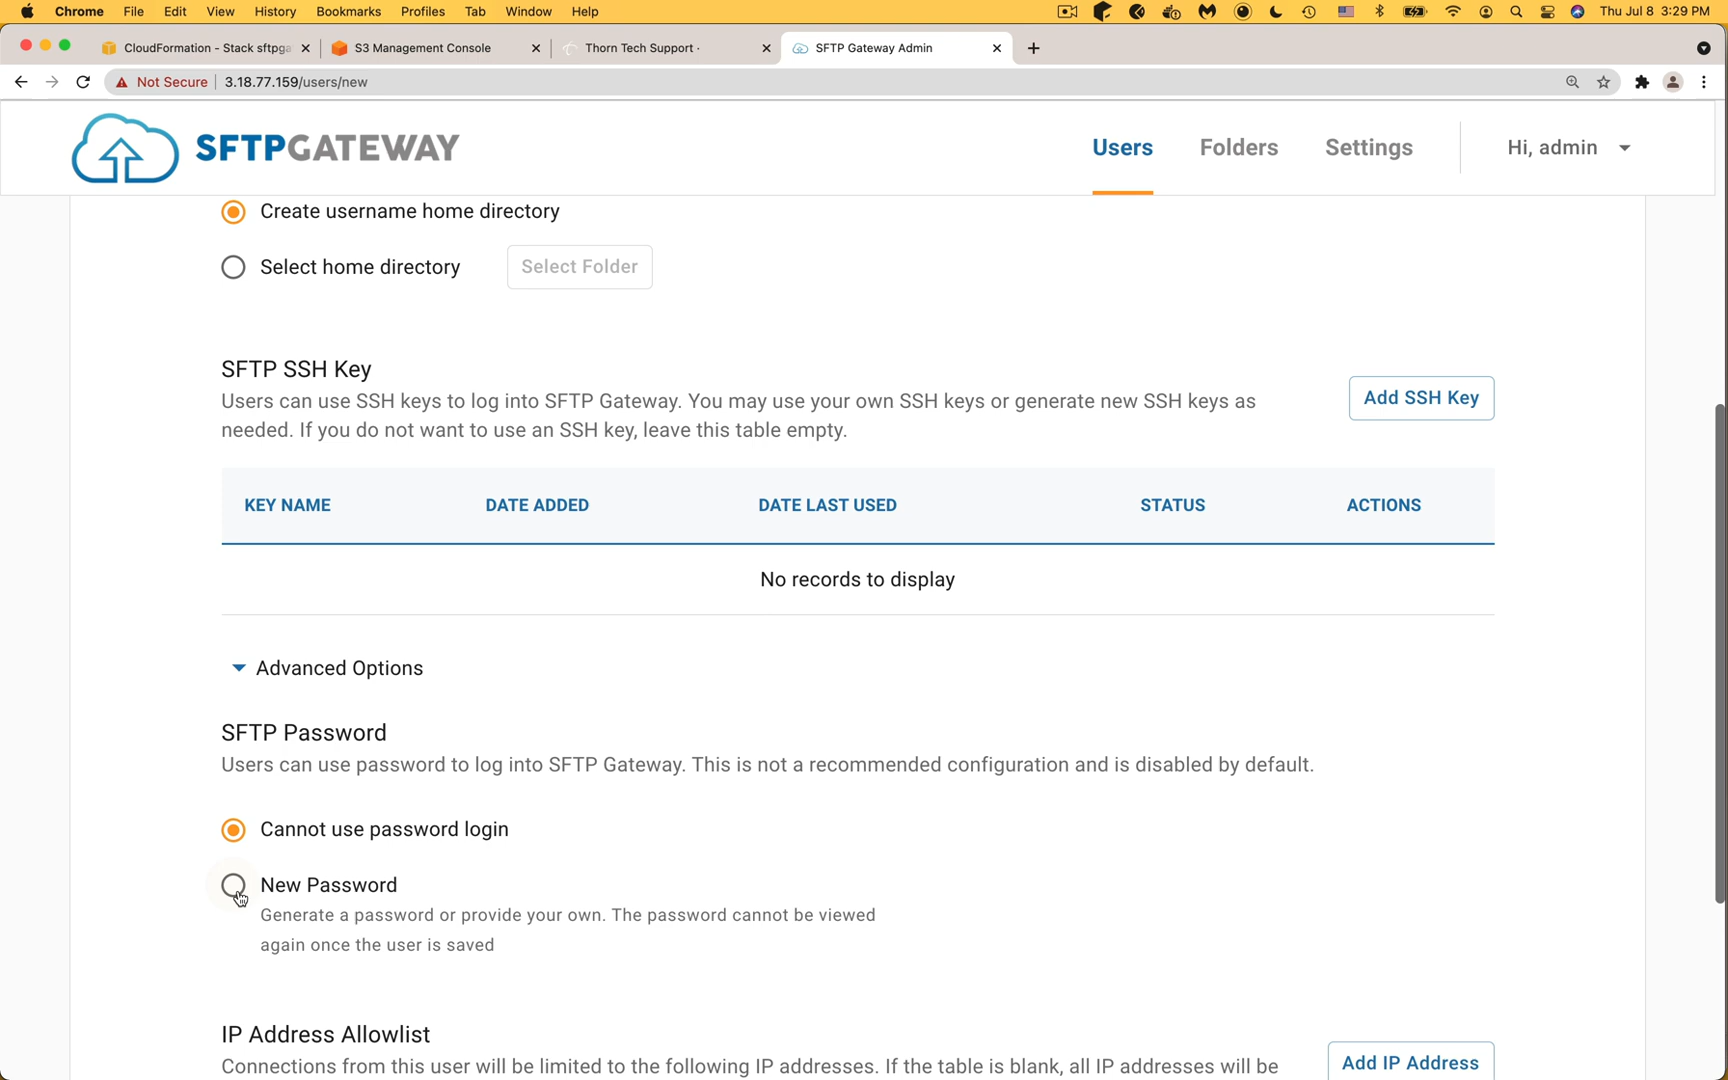 Chrome File Edit View History Bookmarks Profiles Tab Window Help Thu Jul 8 3:29 PM
CloudFormation - Stack sftpga S3 Management Console Thorn Tech Support · SFTP Gateway Admin
Not Secure 3.18.77.159/users/new
SFTPGATEWAY Users Folders Settings Hi, admin
Create username home directory
Select home directory Select Folder
SFTP SSH Key
Users can use SSH keys to log into SFTP Gateway. You may use your own SSH keys or generate new SSH keys as
needed. If you do not want to use an SSH key, leave this table empty.
Add SSH Key
KEY NAME DATE ADDED DATE LAST USED STATUS ACTIONS
No records to display
Advanced Options
SFTP Password
Users can use password to log into SFTP Gateway. This is not a recommended configuration and is disabled by default.
Cannot use password login
New Password
Generate a password or provide your own. The password cannot be viewed
again once the user is saved
IP Address Allowlist
Connections from this user will be limited to the following IP addresses. If the table is blank, all IP addresses will be
Add IP Address